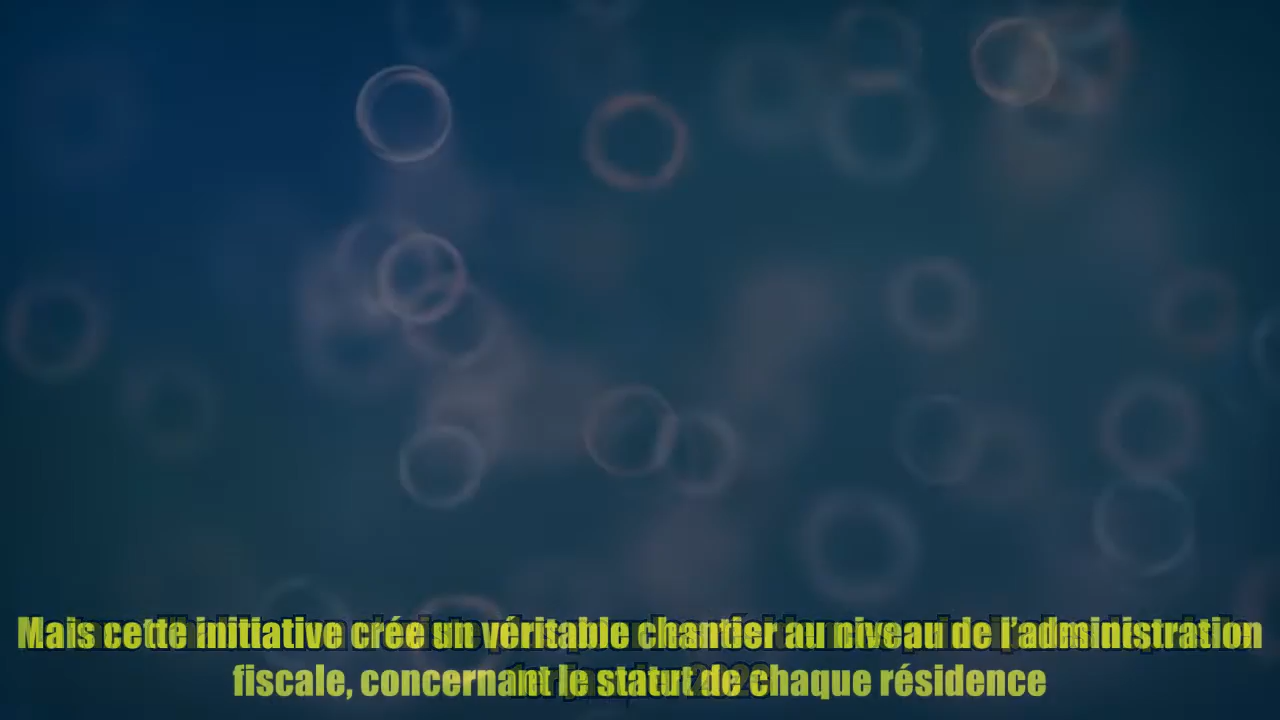 Mais cette initiative crée un véritable chantier au niveau de l’administration
fiscale, concernant le statut de chaque résidence